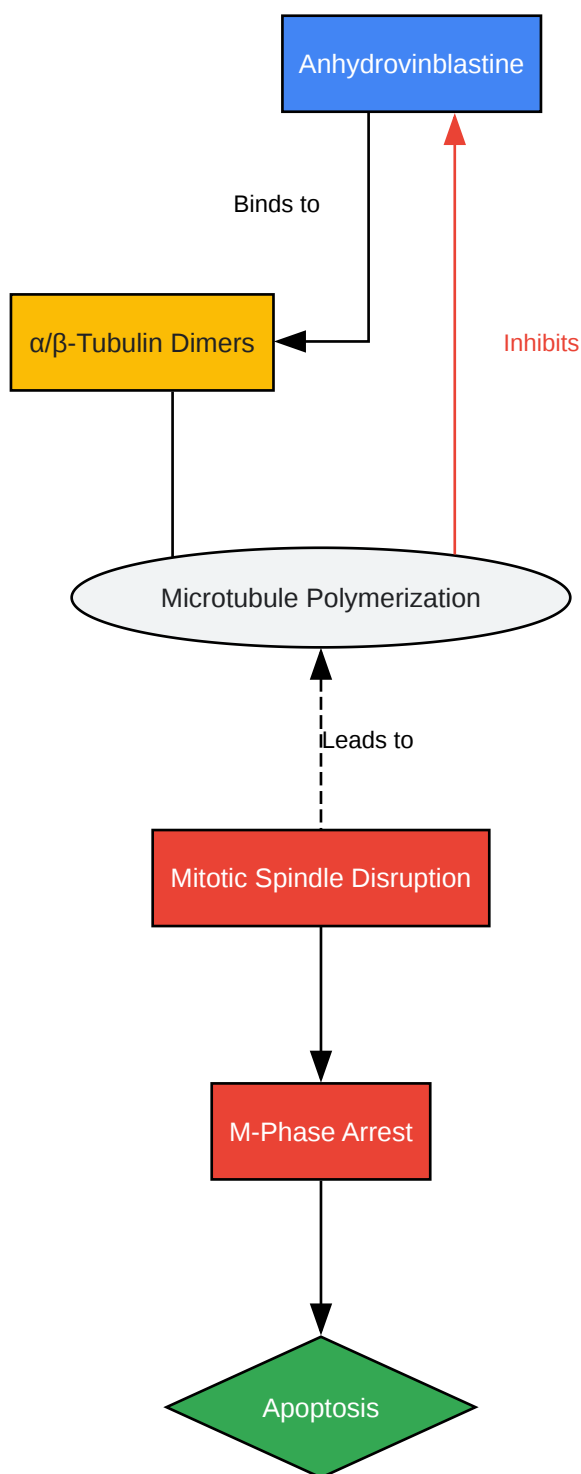 Anhydrovinblastine
Binds to
α/β-Tubulin Dimers
Inhibits
Microtubule Polymerization
Leads to
Mitotic Spindle Disruption
M-Phase Arrest
Apoptosis